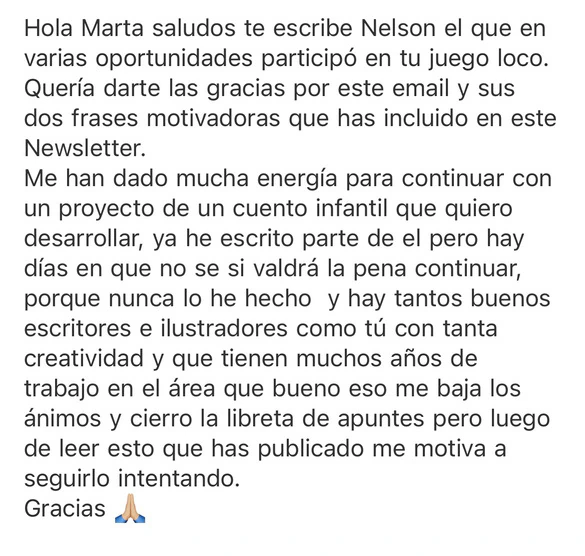 Hola Marta saludos te escribe Nelson el que en
varias oportunidades participó en tu juego loco.
Quería darte las gracias por este email y sus
dos frases motivadoras que has incluido en este
Newsletter.
Me han dado mucha energía para continuar con
un proyecto de un cuento infantil que quiero
desarrollar, ya he escrito parte de el pero hay
días en que no se si valdrá la pena continuar,
porque nunca lo he hecho  y hay tantos buenos
escritores e ilustradores como tú con tanta
creatividad y que tienen muchos años de
trabajo en el área que bueno eso me baja los
ánimos y cierro la libreta de apuntes pero luego
de leer esto que has publicado me motiva a
seguirlo intentando.
Gracias 🙏🏼